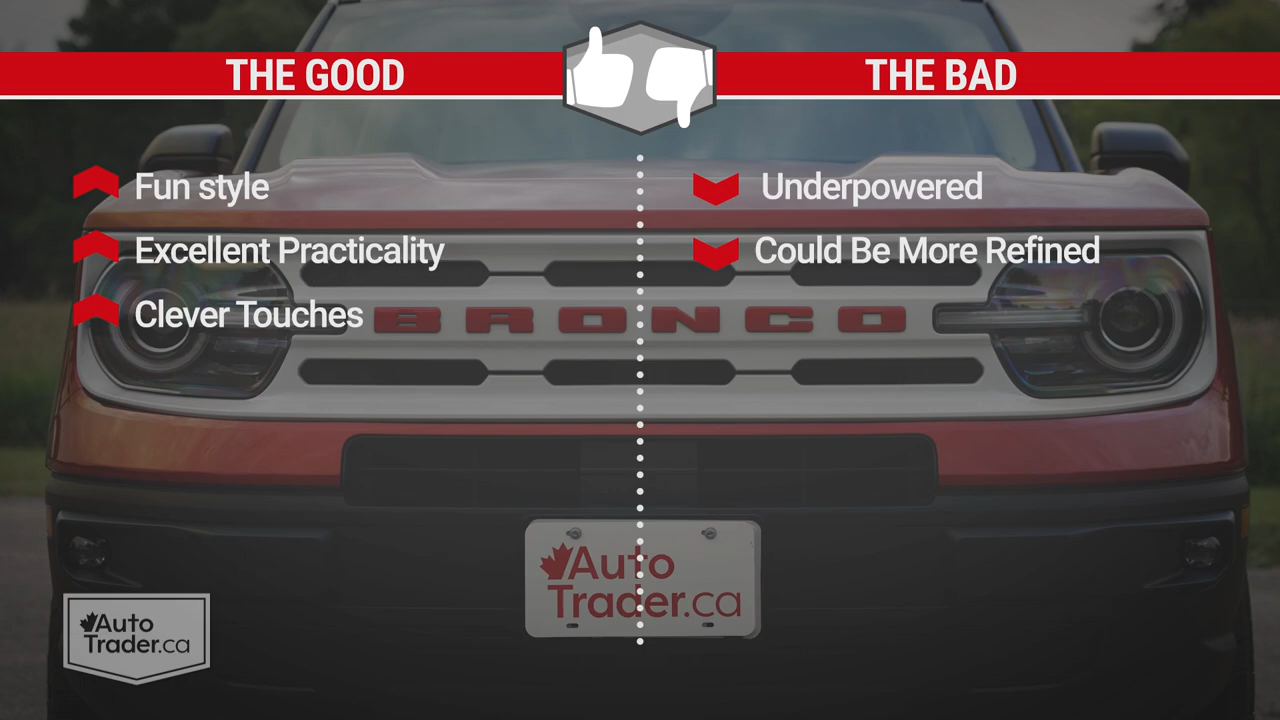 THE GOOD
THE BAD
Fun style
Excellent Practicality
Clever Touches
Underpowered
Could Be More Refined
BRONCO
Auto
Trader.ca
Auto
Trader.ca